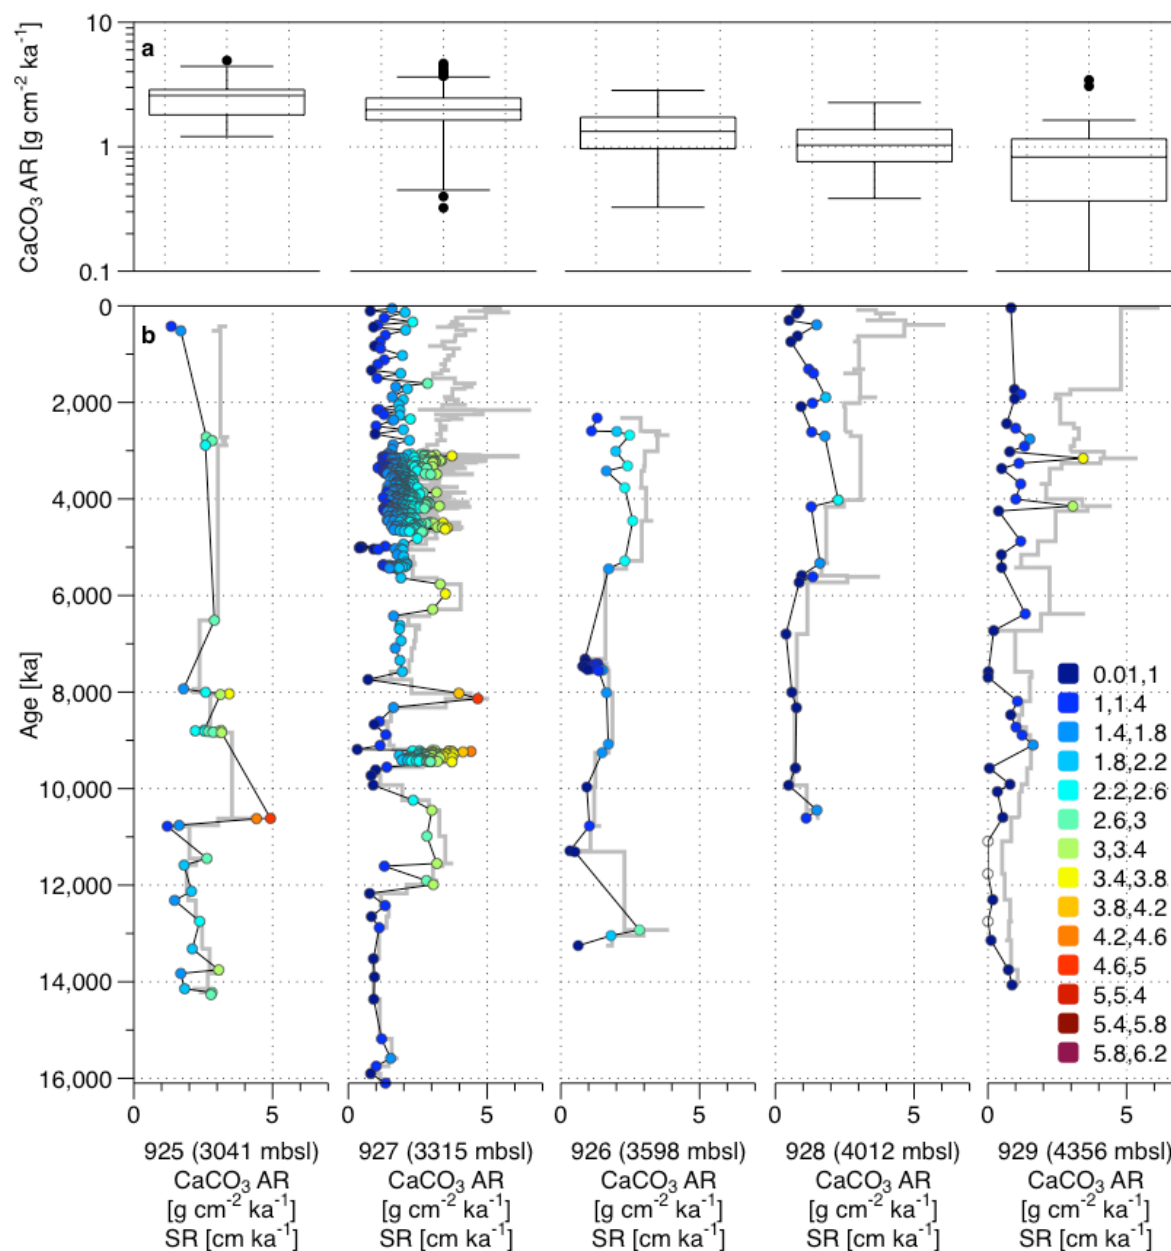 a
CaCO₃ AR [g cm⁻² ka⁻¹]
10
1
0.1
b
Age [ka]
0
2,000
4,000
6,000
8,000
10,000
12,000
14,000
16,000
0.01,1
1,1.4
1.4,1.8
1.8,2.2
2.2,2.6
2.6,3
3,3.4
3.4,3.8
3.8,4.2
4.2,4.6
4.6,5
5,5.4
5.4,5.8
5.8,6.2
0 5 0 5 0 5 0 5 0 5
925 (3041 mbsl)
CaCO₃ AR
[g cm⁻² ka⁻¹]
SR [cm ka⁻¹]
927 (3315 mbsl)
CaCO₃ AR
[g cm⁻² ka⁻¹]
SR [cm ka⁻¹]
926 (3598 mbsl)
CaCO₃ AR
[g cm⁻² ka⁻¹]
SR [cm ka⁻¹]
928 (4012 mbsl)
CaCO₃ AR
[g cm⁻² ka⁻¹]
SR [cm ka⁻¹]
929 (4356 mbsl)
CaCO₃ AR
[g cm⁻² ka⁻¹]
SR [cm ka⁻¹]